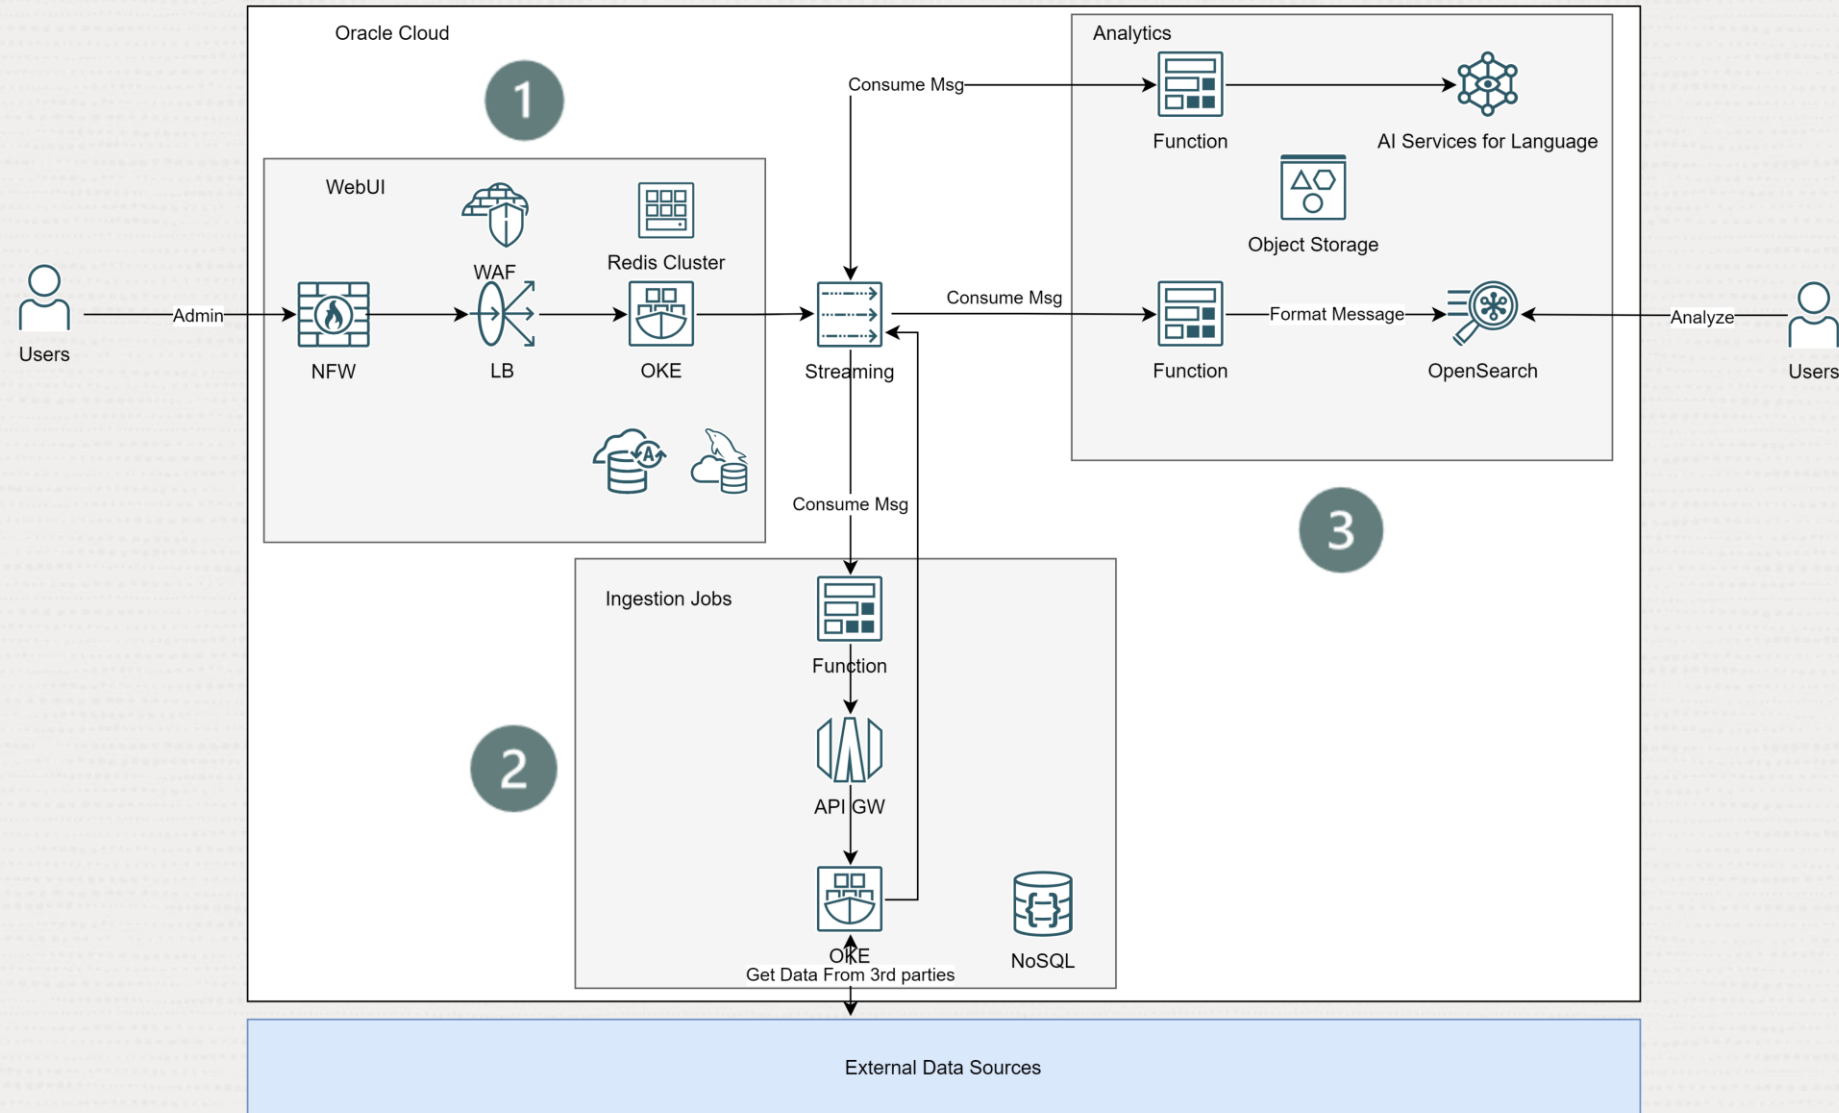 Oracle Cloud
1
WebUI
WAF
Redis Cluster
Users
Admin
NFW
LB
OKE
Streaming
Consume Msg
Consume Msg
Consume Msg
Analytics
Function
AI Services for Language
Object Storage
Function
Format Message
OpenSearch
Analyze
Users
A
3
2
Ingestion Jobs
Function
API GW
OKE
Get Data From 3rd parties
{}
NoSQL
External Data Sources